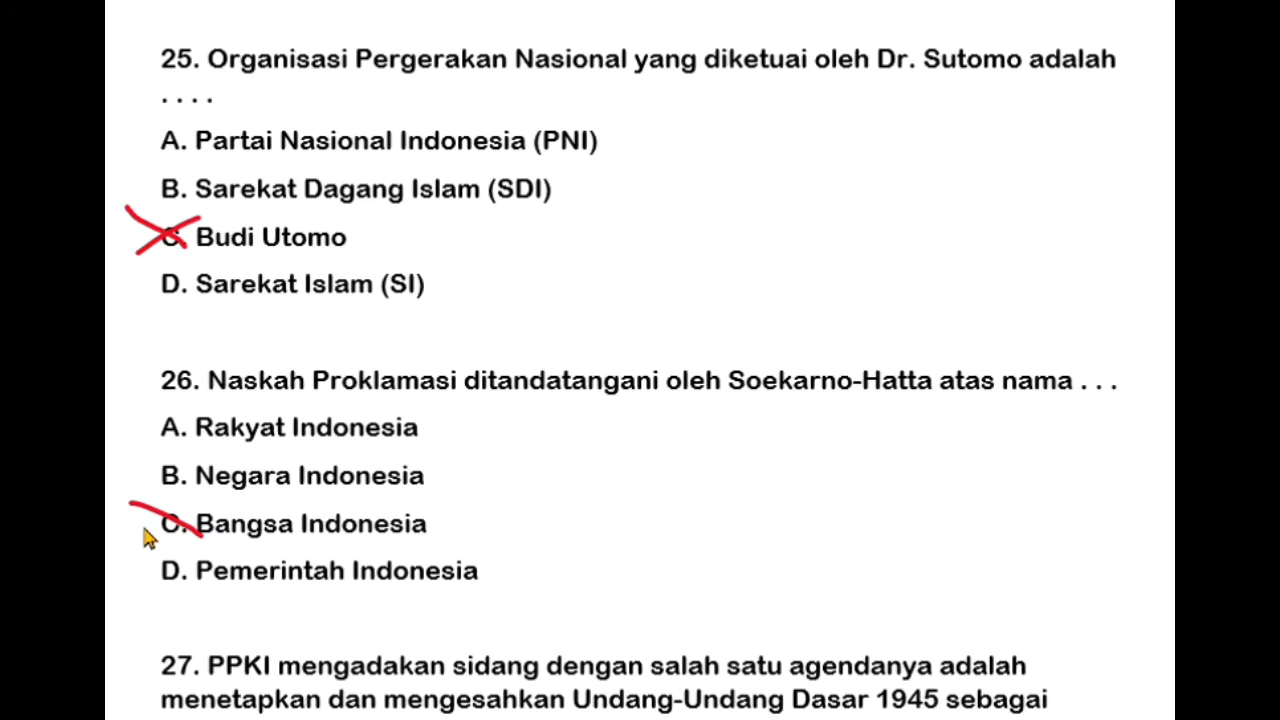 25. Organisasi Pergerakan Nasional yang diketuai oleh Dr. Sutomo adalah
. . . .
A. Partai Nasional Indonesia (PNI)
B. Sarekat Dagang Islam (SDI)
C. Budi Utomo
D. Sarekat Islam (SI)
26. Naskah Proklamasi ditandatangani oleh Soekarno-Hatta atas nama . . .
A. Rakyat Indonesia
B. Negara Indonesia
C. Bangsa Indonesia
D. Pemerintah Indonesia
27. PPKI mengadakan sidang dengan salah satu agendanya adalah
menetapkan dan mengesahkan Undang-Undang Dasar 1945 sebagai